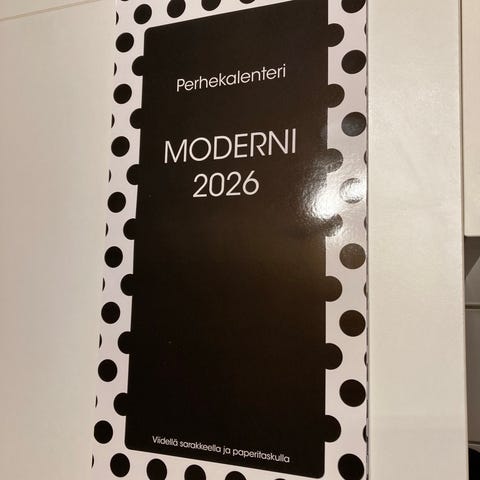 Perhekalenteri
MODERNI
2026
Viidellä sarakkeella ja paperitaskulla